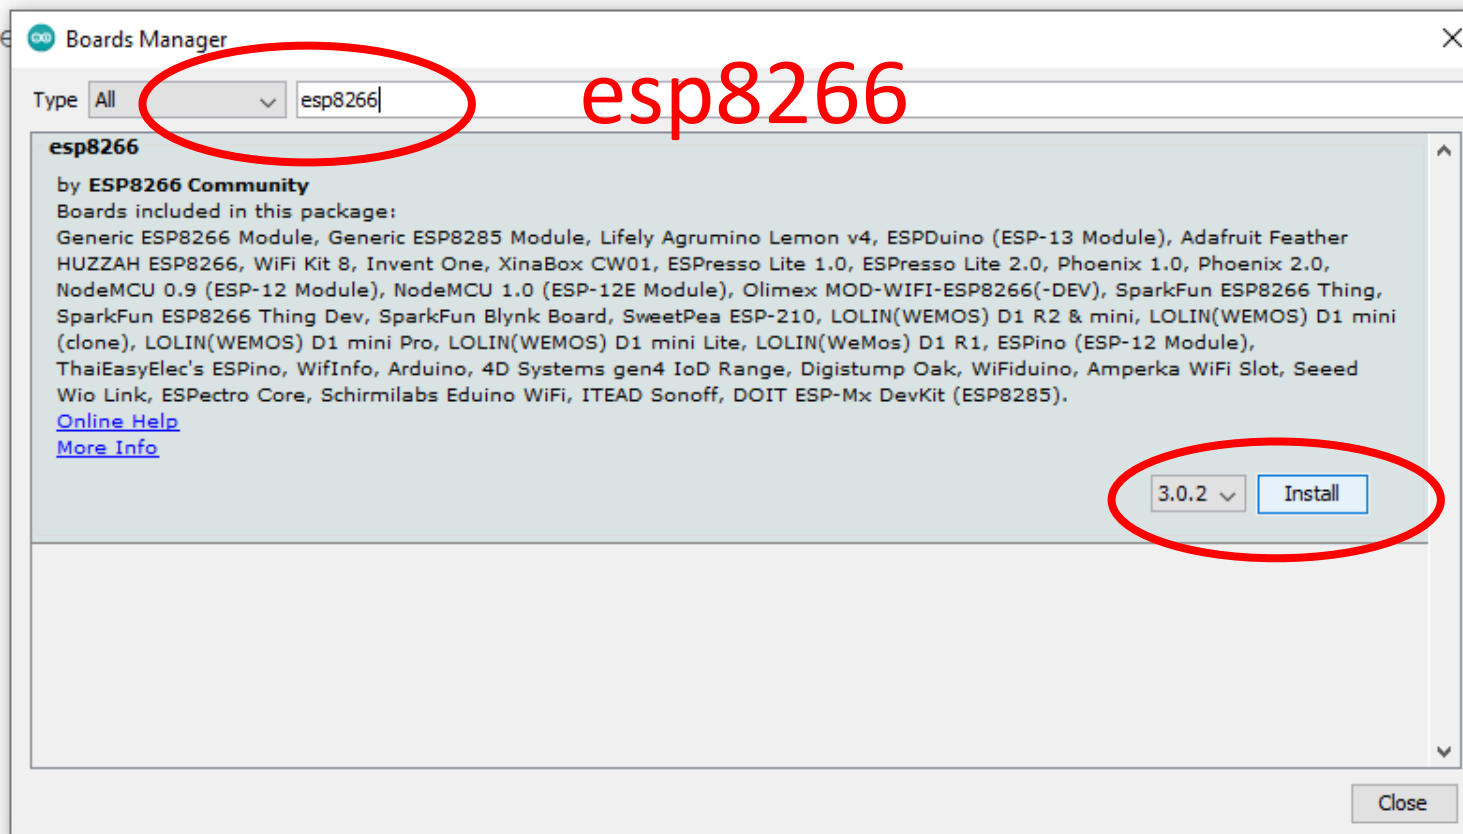 Boards Manager
Type All esp8266 esp8266
esp8266
by ESP8266 Community
Boards included in this package:
Generic ESP8266 Module, Generic ESP8285 Module, Lifely Agrumino Lemon v4, ESPDuino (ESP-13 Module), Adafruit Feather
HUZZAH ESP8266, WiFi Kit 8, Invent One, XinaBox CW01, ESPresso Lite 1.0, ESPresso Lite 2.0, Phoenix 1.0, Phoenix 2.0,
NodeMCU 0.9 (ESP-12 Module), NodeMCU 1.0 (ESP-12E Module), Olimex MOD-WIFI-ESP8266(-DEV), SparkFun ESP8266 Thing,
SparkFun ESP8266 Thing Dev, SparkFun Blynk Board, SweetPea ESP-210, LOLIN(WEMOS) D1 R2 & mini, LOLIN(WEMOS) D1 mini
(clone), LOLIN(WEMOS) D1 mini Pro, LOLIN(WEMOS) D1 mini Lite, LOLIN(WeMos) D1 R1, ESPino (ESP-12 Module),
ThaiEasyElec's ESPino, WifInfo, Arduino, 4D Systems gen4 IoD Range, Digistump Oak, WiFiduino, Amperka WiFi Slot, Seeed
Wio Link, ESPectro Core, Schirmilabs Eduino WiFi, ITEAD Sonoff, DOIT ESP-Mx DevKit (ESP8285).
Online Help
More Info
3.0.2 Install
Close